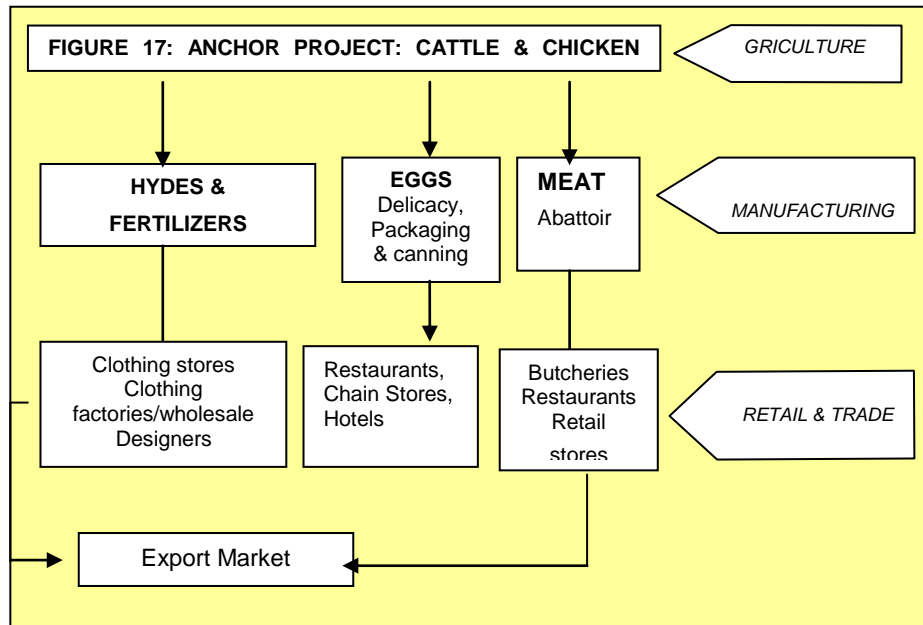 FIGURE 17: ANCHOR PROJECT: CATTLE & CHICKEN
GRICULTURE
HYDES &
FERTILIZERS
EGGS
Delicacy,
Packaging
& canning
MEAT
Abattoir
MANUFACTURING
Clothing stores
Clothing
factories/wholesale
Designers
Restaurants,
Chain Stores,
Hotels
Butcheries
Restaurants
Retail
stores
RETAIL & TRADE
Export Market